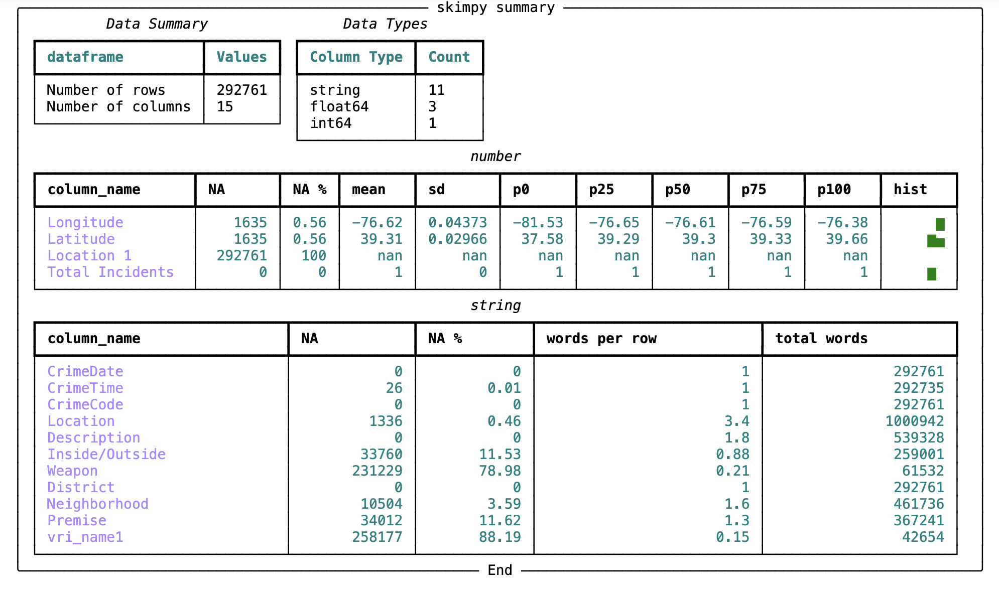 skimpy summary
Data Summary Data Types
dataframe Values Column Type Count
Number of rows 292761 string 11
Number of columns 15 float64 3
int64 1
number
column_name NA NA % mean sd p0 p25 p50 p75 p100 hist
Longitude 1635 0.56 −76.62 0.04373 −81.53 −76.65 −76.61 −76.59 −76.38
Latitude 1635 0.56 39.31 0.02966 37.58 39.29 39.3 39.33 39.66
Location 1 292761 100 nan nan nan nan nan nan nan
Total Incidents 0 0 1 0 1 1 1 1 1
string
column_name NA NA % words per row total words
CrimeDate 0 0 1 292761
CrimeTime 26 0.01 1 292735
CrimeCode 0 0 1 292761
Location 1336 0.46 3.4 1000942
Description 0 0 1.8 539328
Inside/Outside 33760 11.53 0.88 259001
Weapon 231229 78.98 0.21 61532
District 0 0 1 292761
Neighborhood 10504 3.59 1.6 461736
Premise 34012 11.62 1.3 367241
vri_name1 258177 88.19 0.15 42654
End